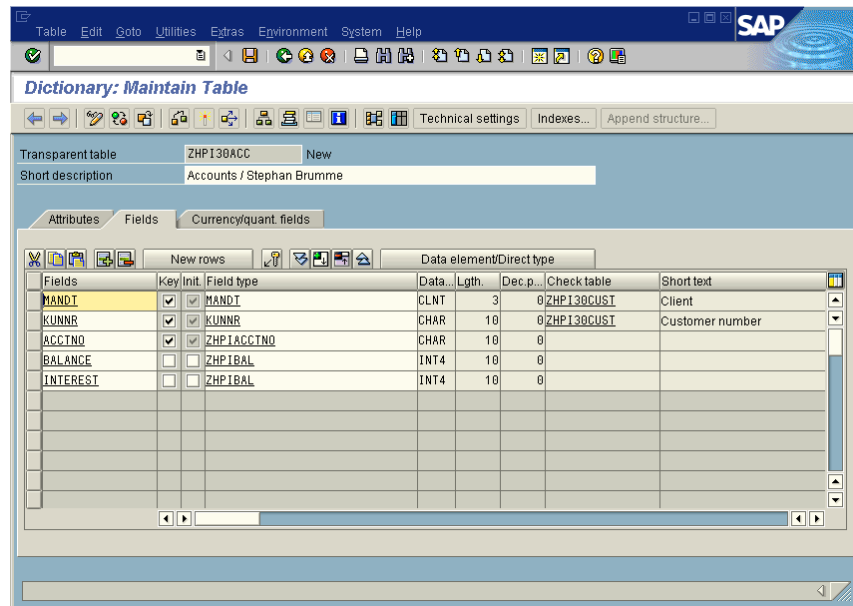 Table Edit Goto Utilities Extras Environment System Help
SAP
Dictionary: Maintain Table
Technical settings Indexes... Append structure...
Transparent table ZHPI30ACC New
Short description Accounts / Stephan Brumme
Attributes Fields Currency/quant. fields
New rows Data element/Direct type
Fields Key Init. Field type Data... Lgth. Dec.p... Check table Short text
MANDT MANDT CLNT 3 0 ZHPI30CUST Client
KUNNR KUNNR CHAR 10 0 ZHPI30CUST Customer number
ACCTNO ZHPIACCTNO CHAR 10 0
BALANCE ZHPIBAL INT4 10 0
INTEREST ZHPIBAL INT4 10 0